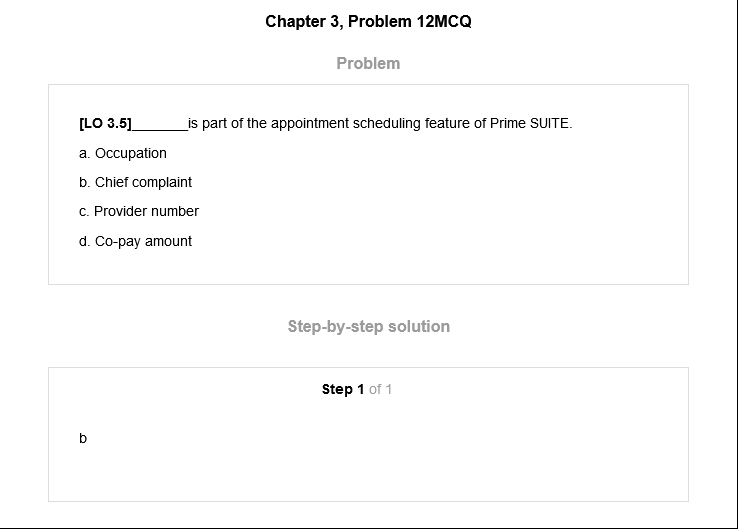 Chapter 3, Problem 12MCQ
Problem
[LO 3.5]_______is part of the appointment scheduling feature of Prime SUITE.
a. Occupation
b. Chief complaint
c. Provider number
d. Co-pay amount
Step-by-step solution
Step 1 of 1
b